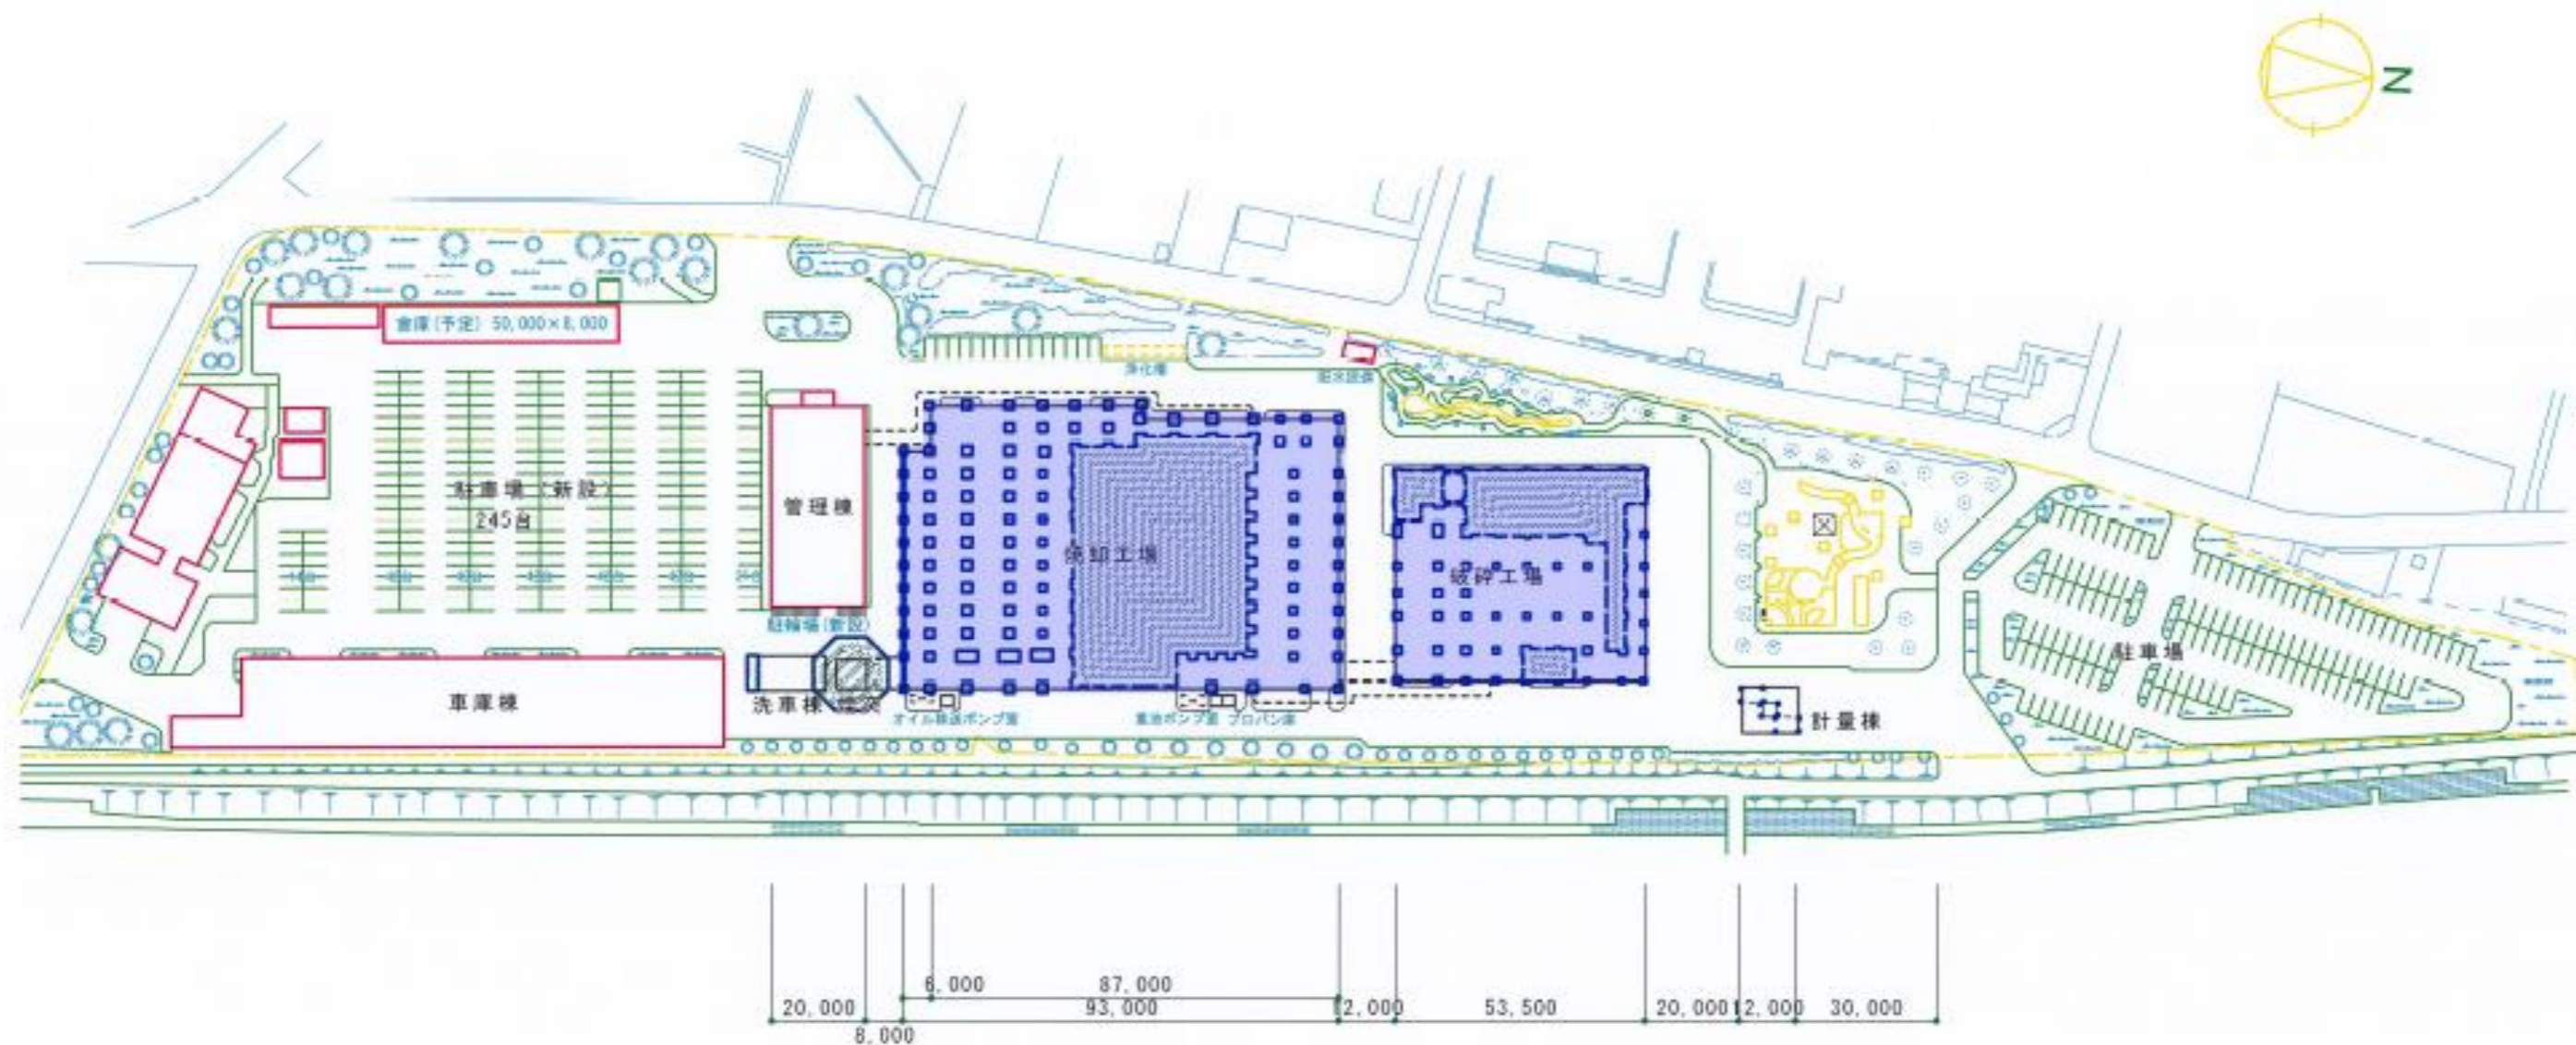 N
倉庫(予定) 50,000×8,000
浄化槽
駐車場(新設)
245台
管理棟
焼却工場
破砕工場
駐輪場(新設)
駐車場
車庫棟
洗車棟
オイル移送ポンプ室
重油ポンプ室
プロパン庫
計量棟
6,000
87,000
20,000
93,000
12,000
53,500
20,000
12,000
30,000
8,000